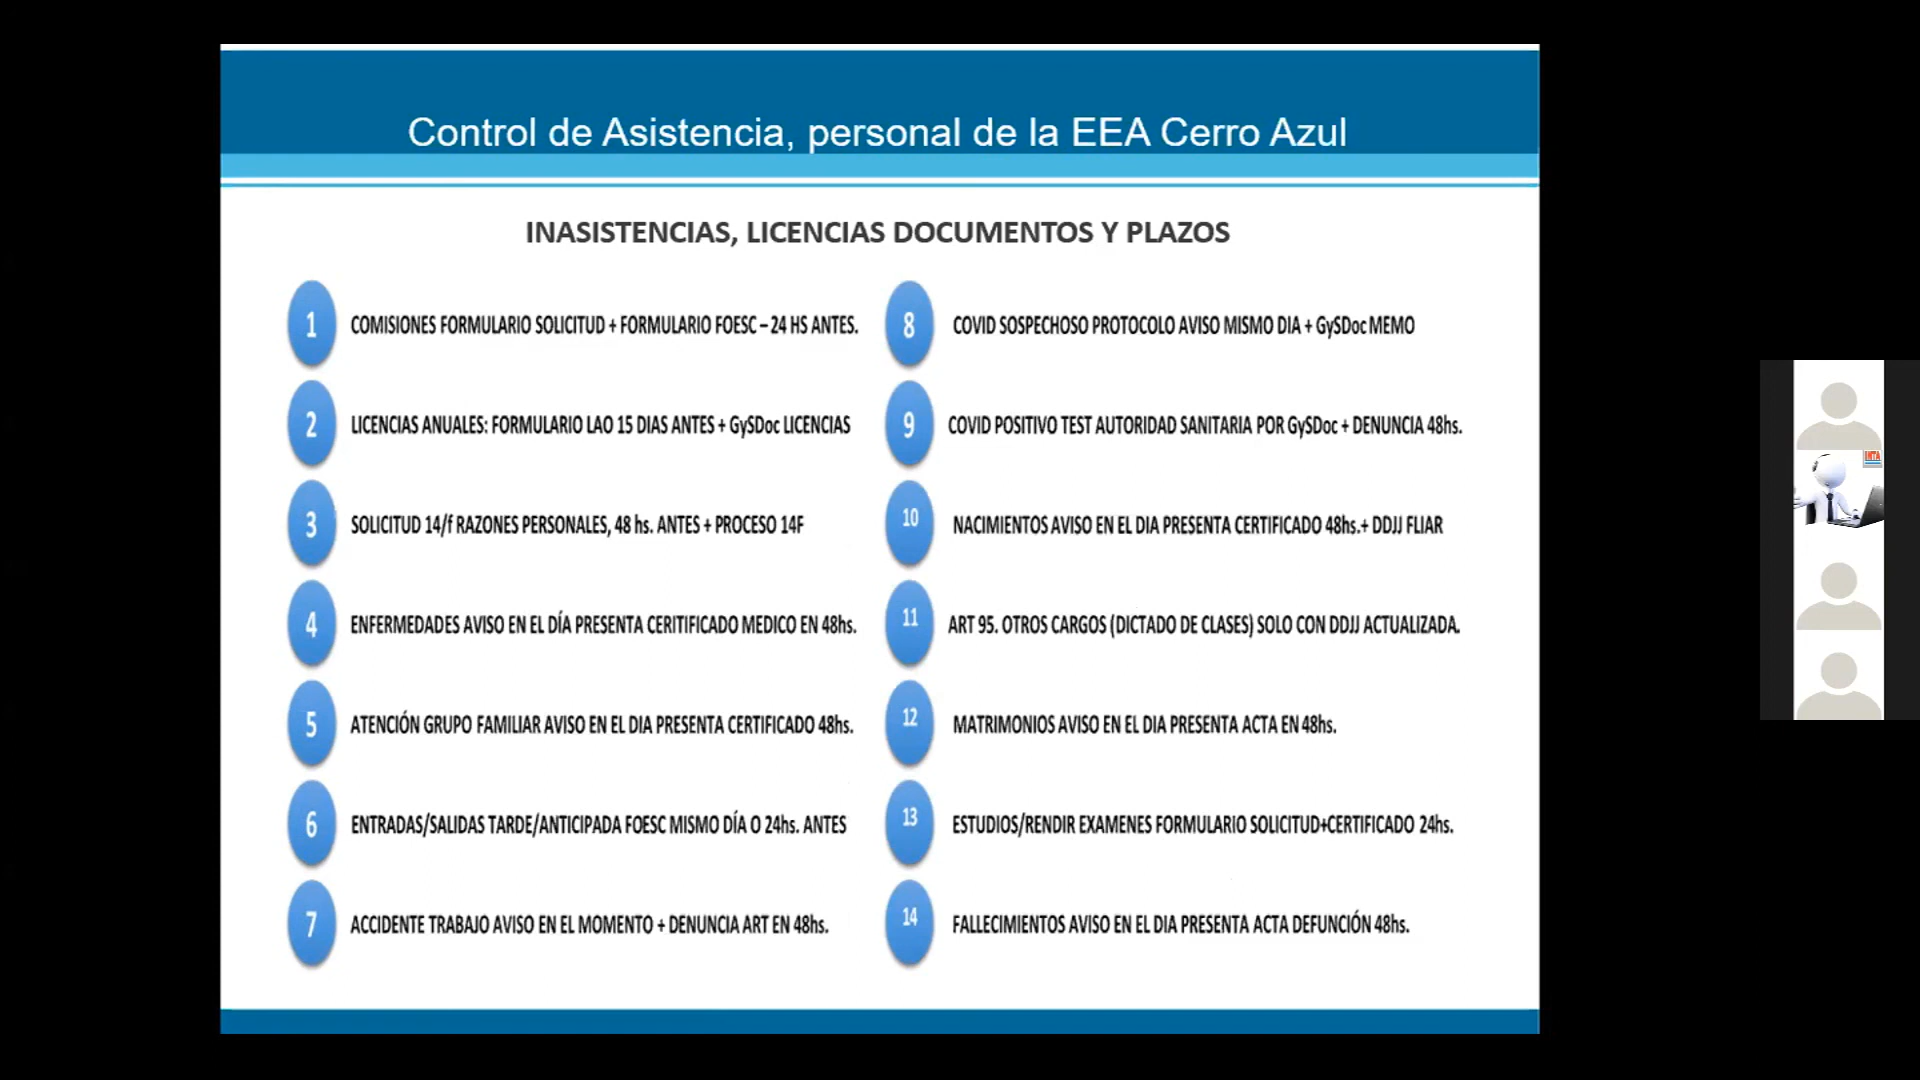 Control de Asistencia, personal de la EEA Cerro Azul
INASISTENCIAS, LICENCIAS DOCUMENTOS Y PLAZOS
1 COMISIONES FORMULARIO SOLICITUD + FORMULARIO FOESC – 24 HS ANTES.
2 LICENCIAS ANUALES: FORMULARIO LAO 15 DIAS ANTES + GySDoc LICENCIAS
3 SOLICITUD 14/f RAZONES PERSONALES, 48 hs. ANTES + PROCESO 14F
4 ENFERMEDADES AVISO EN EL DÍA PRESENTA CERITIFICADO MEDICO EN 48hs.
5 ATENCIÓN GRUPO FAMILIAR AVISO EN EL DIA PRESENTA CERTIFICADO 48hs.
6 ENTRADAS/SALIDAS TARDE/ANTICIPADA FOESC MISMO DÍA O 24hs. ANTES
7 ACCIDENTE TRABAJO AVISO EN EL MOMENTO + DENUNCIA ART EN 48hs.
8 COVID SOSPECHOSO PROTOCOLO AVISO MISMO DIA + GySDoc MEMO
9 COVID POSITIVO TEST AUTORIDAD SANITARIA POR GySDoc + DENUNCIA 48hs.
10 NACIMIENTOS AVISO EN EL DIA PRESENTA CERTIFICADO 48hs.+ DDJJ FLIAR
11 ART 95. OTROS CARGOS (DICTADO DE CLASES) SOLO CON DDJJ ACTUALIZADA.
12 MATRIMONIOS AVISO EN EL DIA PRESENTA ACTA EN 48hs.
13 ESTUDIOS/RENDIR EXAMENES FORMULARIO SOLICITUD+CERTIFICADO 24hs.
14 FALLECIMIENTOS AVISO EN EL DIA PRESENTA ACTA DEFUNCIÓN 48hs.
INTA